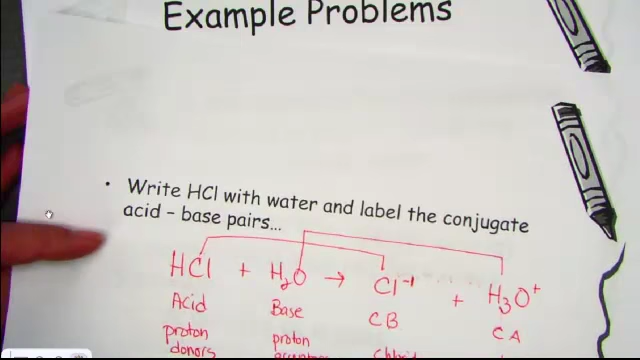 Example Problems
• Write HCl with water and label the conjugate
acid – base pairs...
HCl + H₂O → Cl⁻¹ + H₃O⁺
Acid Base CB CA
proton proton
donors